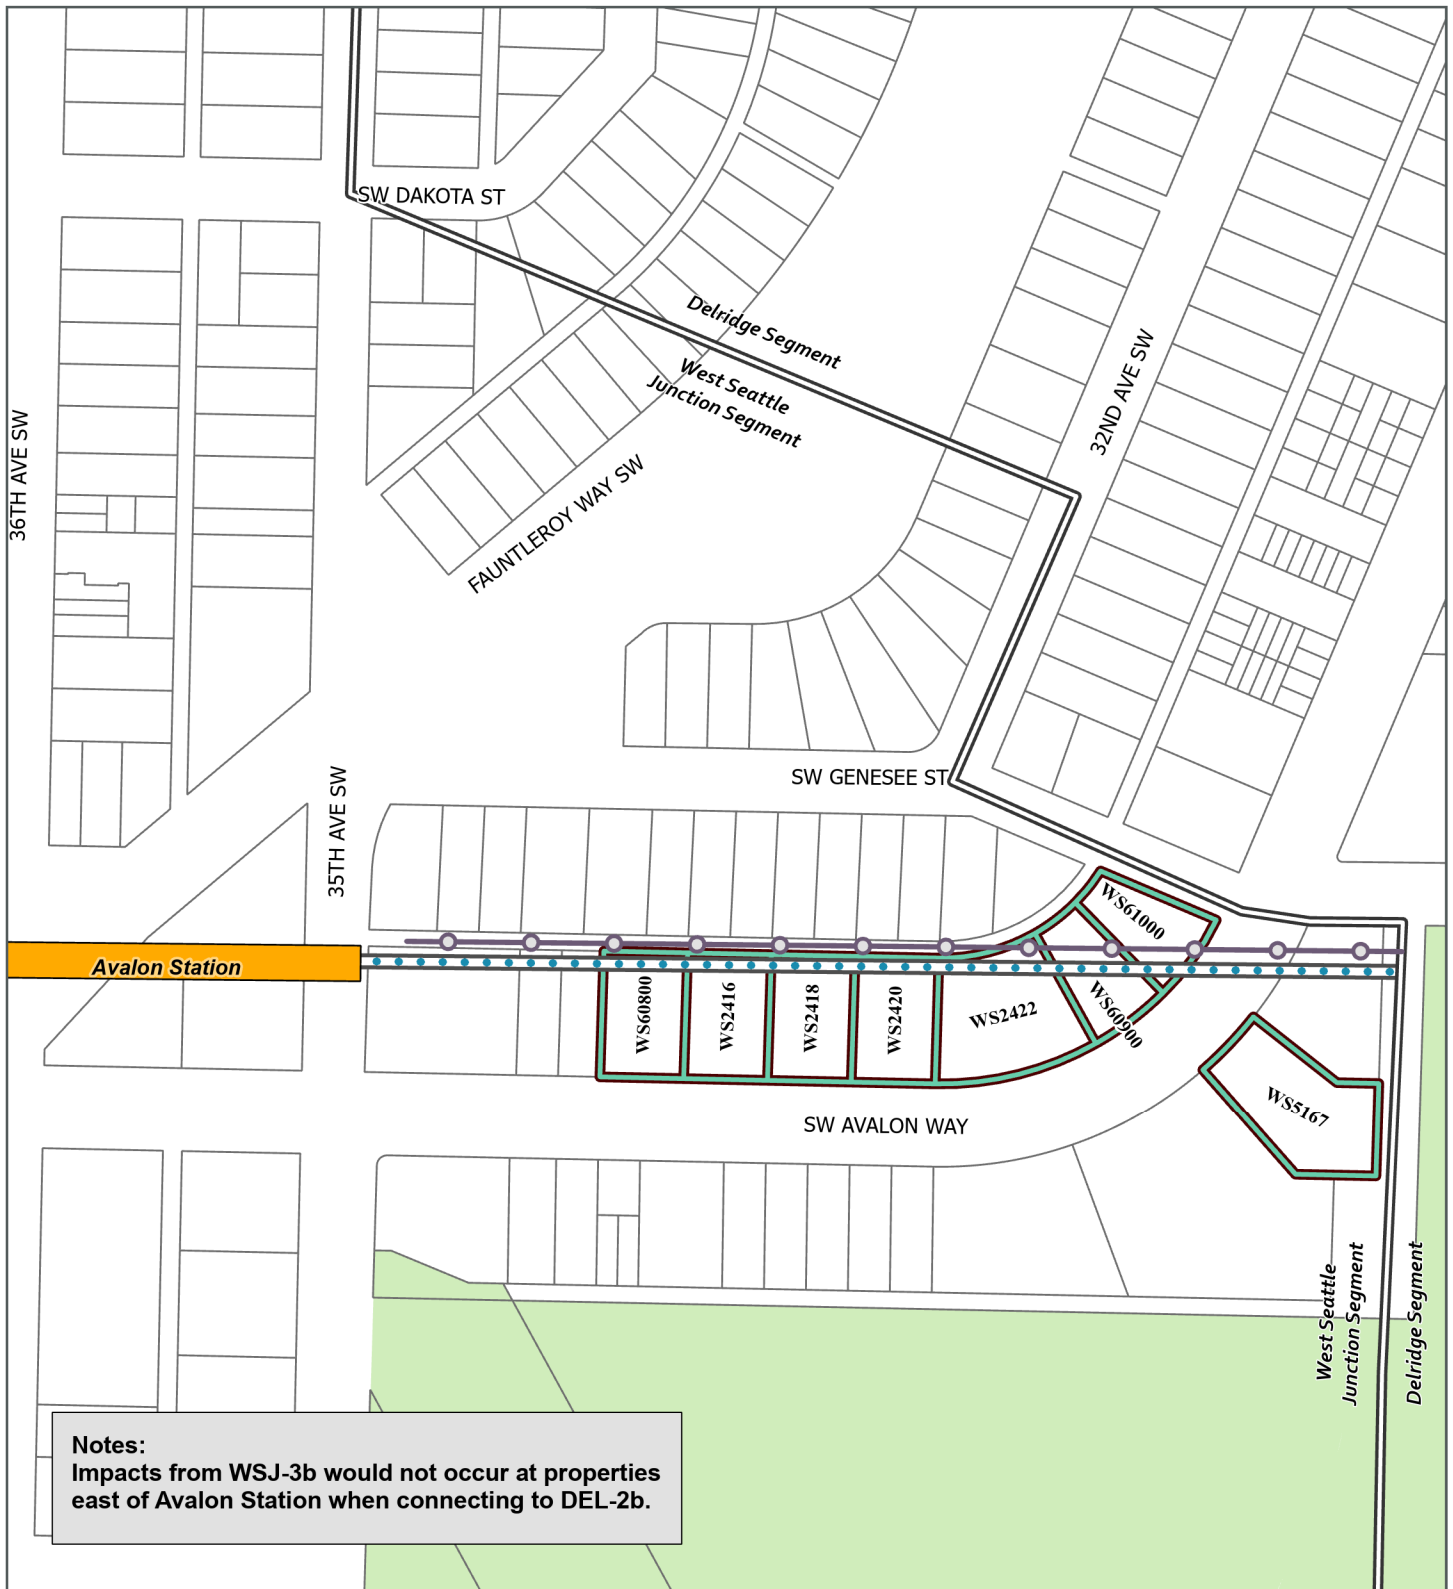 SW DAKOTA ST
Delridge Segment
West Seattle
Junction Segment
32ND AVE SW
36TH AVE SW
FAUNTLEROY WAY SW
SW GENESEE ST
35TH AVE SW
WS61000
Avalon Station
WS60800
WS2416
WS2418
WS2420
WS2422
WS60900
WS5167
SW AVALON WAY
West Seattle
Junction Segment
Delridge Segment
Notes:
Impacts from WSJ-3b would not occur at properties
east of Avalon Station when connecting to DEL-2b.